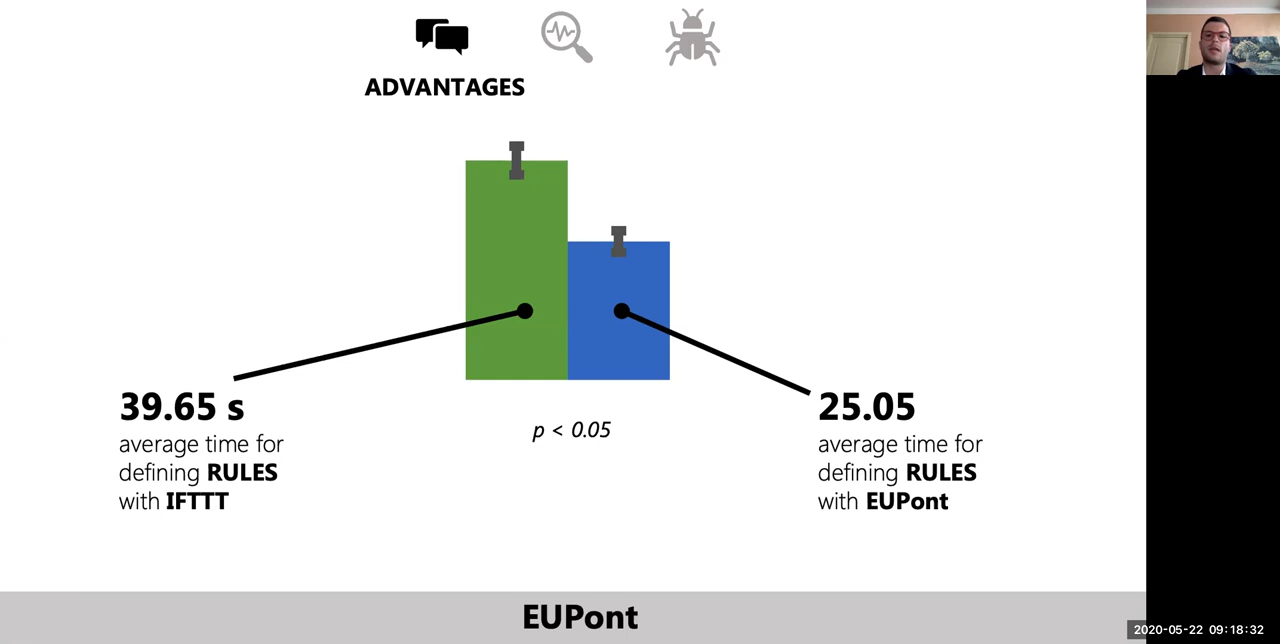 ADVANTAGES
39.65 s
average time for
defining RULES
with IFTTT
p < 0.05
25.05
average time for
defining RULES
with EUPont
EUPont
2020-05-22 09:18:32